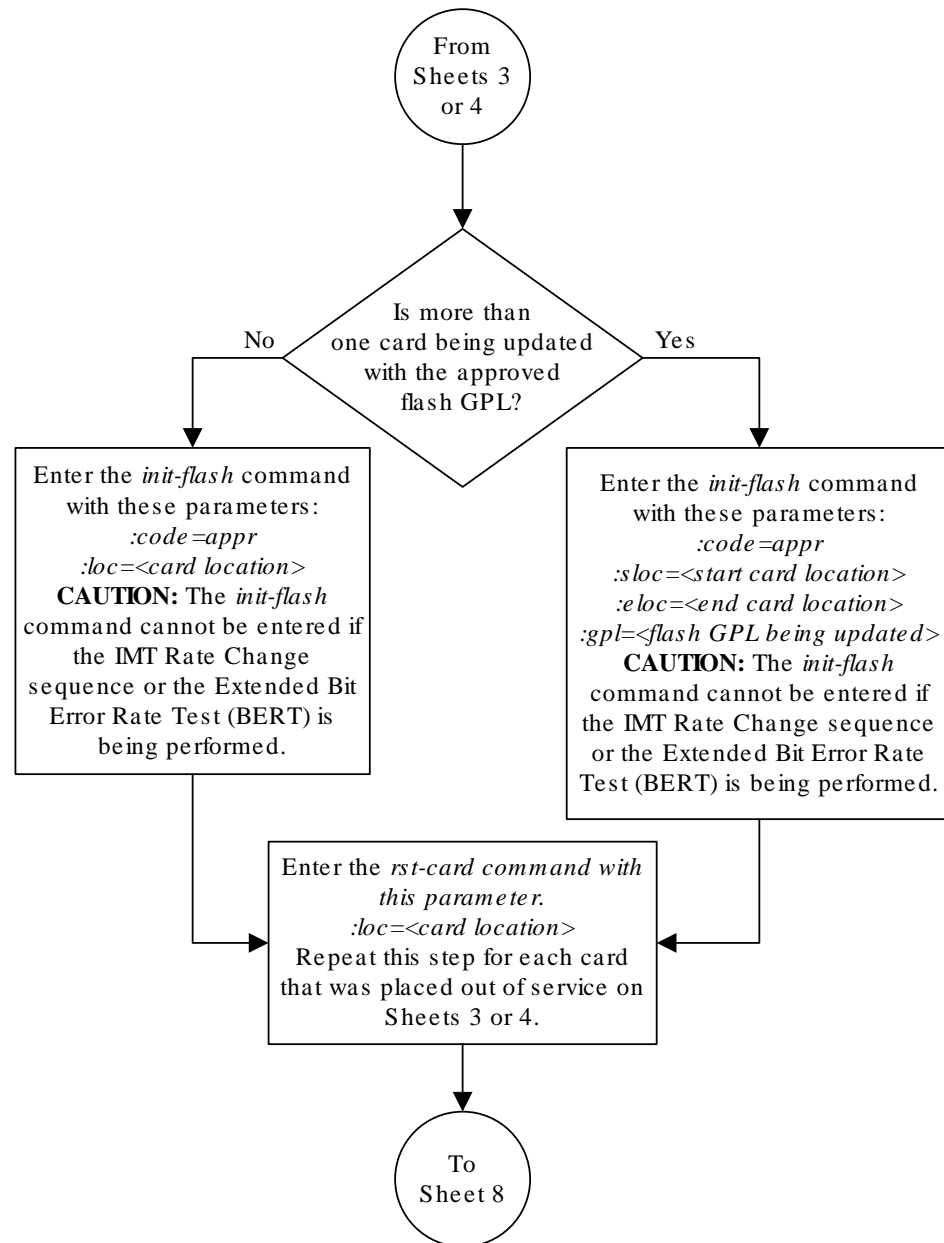 From
Sheets 3
or 4
Is more than
one card being updated
with the approved
flash GPL?
No
Yes
Enter the init-flash command
with these parameters:
:code=appr
:loc=<card location>
CAUTION: The init-flash
command cannot be entered if
the IMT Rate Change
sequence or the Extended Bit
Error Rate Test (BERT) is
being performed.
Enter the init-flash command
with these parameters:
:code=appr
:sloc=<start card location>
:eloc=<end card location>
:gpl=<flash GPL being updated>
CAUTION: The init-flash
command cannot be entered if
the IMT Rate Change sequence
or the Extended Bit Error Rate
Test (BERT) is being performed.
Enter the rst-card command with
this parameter.
:loc=<card location>
Repeat this step for each card
that was placed out of service on
Sheets 3 or 4.
To
Sheet 8